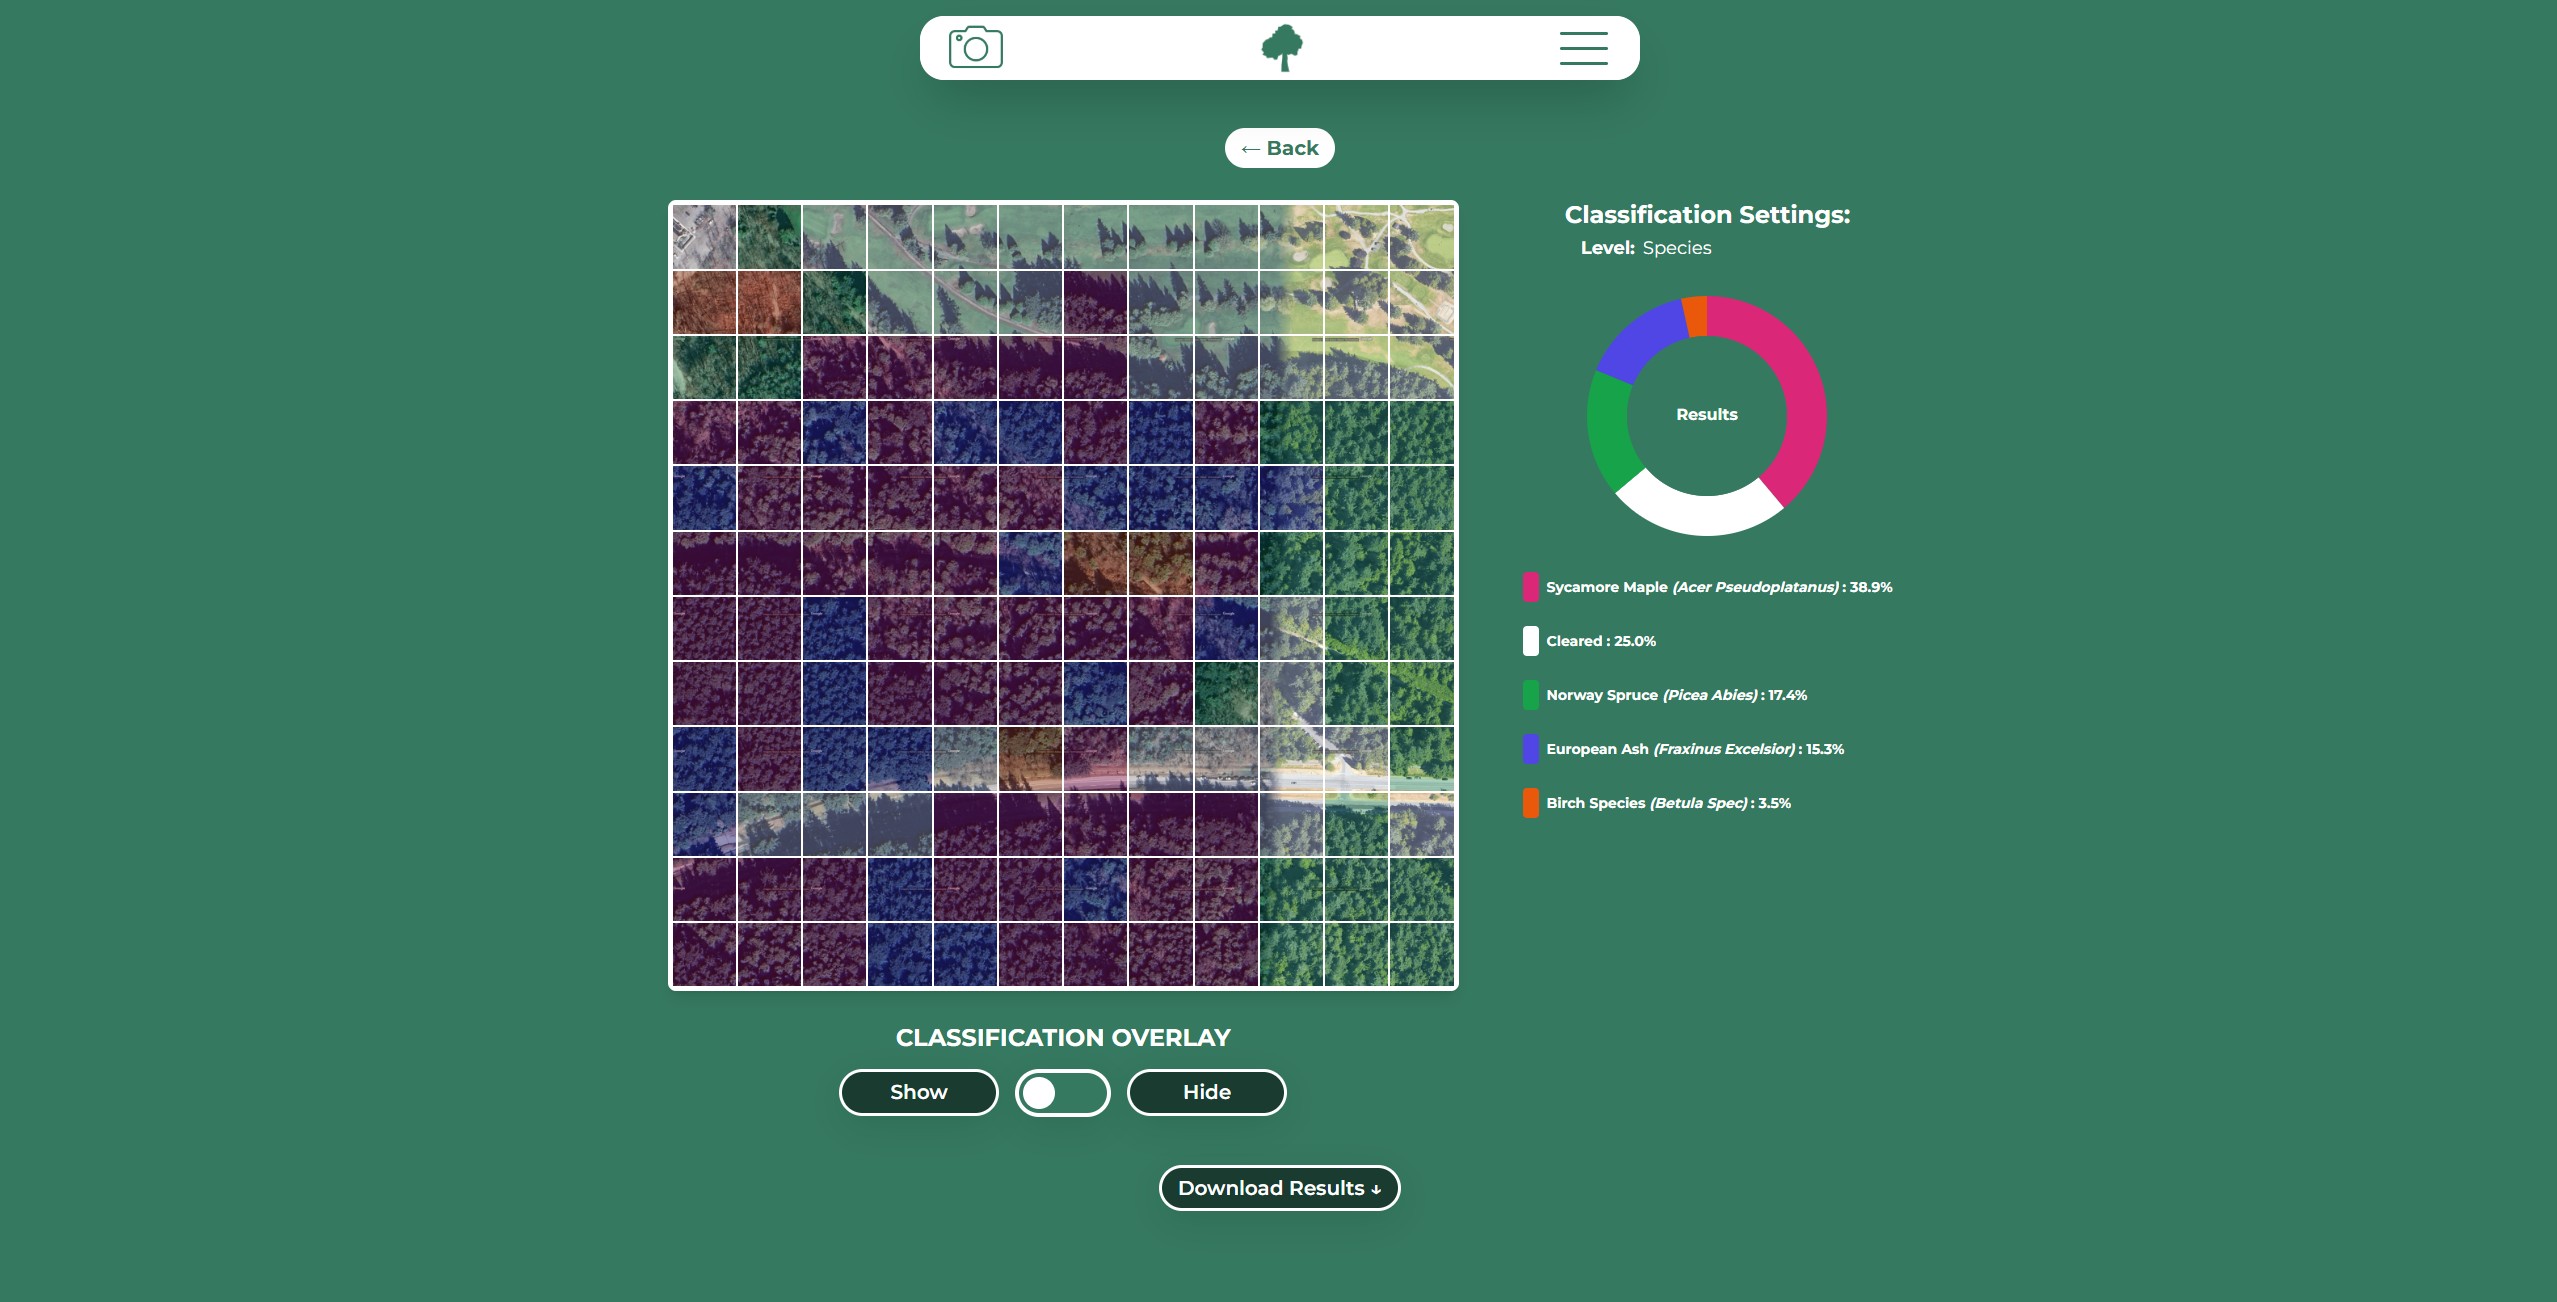 ← Back
Classification Settings:
Level: Species
Results
Sycamore Maple (Acer Pseudoplatanus) : 38.9%
Cleared : 25.0%
Norway Spruce (Picea Abies) : 17.4%
European Ash (Fraxinus Excelsior) : 15.3%
Birch Species (Betula Spec) : 3.5%
CLASSIFICATION OVERLAY
Show
Hide
Download Results ↓